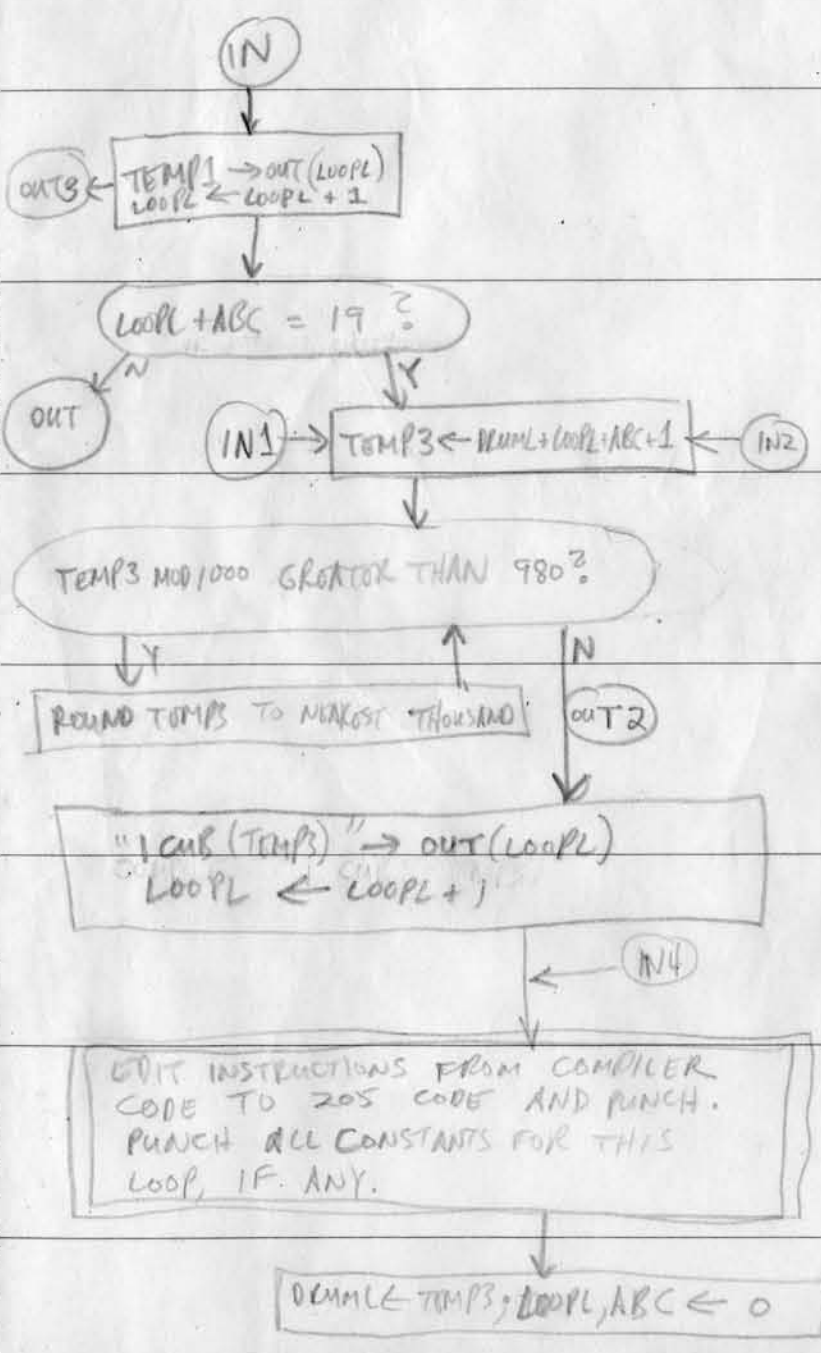 IN
OUT3
TEMP1 → OUT(LOOPL)
LOOPL ← LOOPL + 1
LOOPL + ABC = 19 ?
N
Y
OUT
IN1
TEMP3 ← DRUML+LOOPL+ABC+1
IN2
TEMP3 MOD 1000 GREATOR THAN 980?
Y
N
ROUND TEMP3 TO NEAREST THOUSAND
OUT2
"1 CUB (TEMP3)" → OUT(LOOPL)
LOOPL ← LOOPL + 1
IN4
EDIT INSTRUCTIONS FROM COMPILER
CODE TO 205 CODE AND PUNCH.
PUNCH ALL CONSTANTS FOR THIS
LOOP, IF ANY.
DRUML ← TEMP3; LOOPL, ABC ← 0